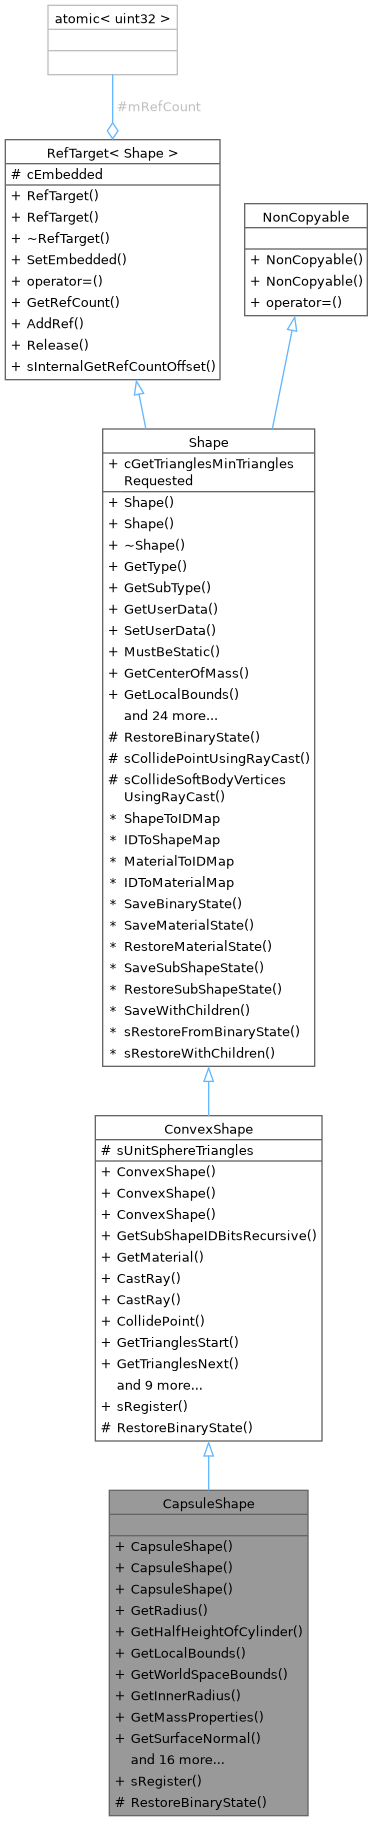 atomic< uint32 >
#mRefCount
RefTarget< Shape >
# cEmbedded
+ RefTarget()
+ RefTarget()
+ ~RefTarget()
+ SetEmbedded()
+ operator=()
+ GetRefCount()
+ AddRef()
+ Release()
+ sInternalGetRefCountOffset()
NonCopyable
+ NonCopyable()
+ NonCopyable()
+ operator=()
Shape
+ cGetTrianglesMinTriangles
Requested
+ Shape()
+ Shape()
+ ~Shape()
+ GetType()
+ GetSubType()
+ GetUserData()
+ SetUserData()
+ MustBeStatic()
+ GetCenterOfMass()
+ GetLocalBounds()
and 24 more...
# RestoreBinaryState()
# sCollidePointUsingRayCast()
# sCollideSoftBodyVertices
UsingRayCast()
* ShapeToIDMap
* IDToShapeMap
* MaterialToIDMap
* IDToMaterialMap
* SaveBinaryState()
* SaveMaterialState()
* RestoreMaterialState()
* SaveSubShapeState()
* RestoreSubShapeState()
* SaveWithChildren()
* sRestoreFromBinaryState()
* sRestoreWithChildren()
ConvexShape
# sUnitSphereTriangles
+ ConvexShape()
+ ConvexShape()
+ ConvexShape()
+ GetSubShapeIDBitsRecursive()
+ GetMaterial()
+ CastRay()
+ CastRay()
+ CollidePoint()
+ GetTrianglesStart()
+ GetTrianglesNext()
and 9 more...
+ sRegister()
# RestoreBinaryState()
CapsuleShape
+ CapsuleShape()
+ CapsuleShape()
+ CapsuleShape()
+ GetRadius()
+ GetHalfHeightOfCylinder()
+ GetLocalBounds()
+ GetWorldSpaceBounds()
+ GetInnerRadius()
+ GetMassProperties()
+ GetSurfaceNormal()
and 16 more...
+ sRegister()
# RestoreBinaryState()